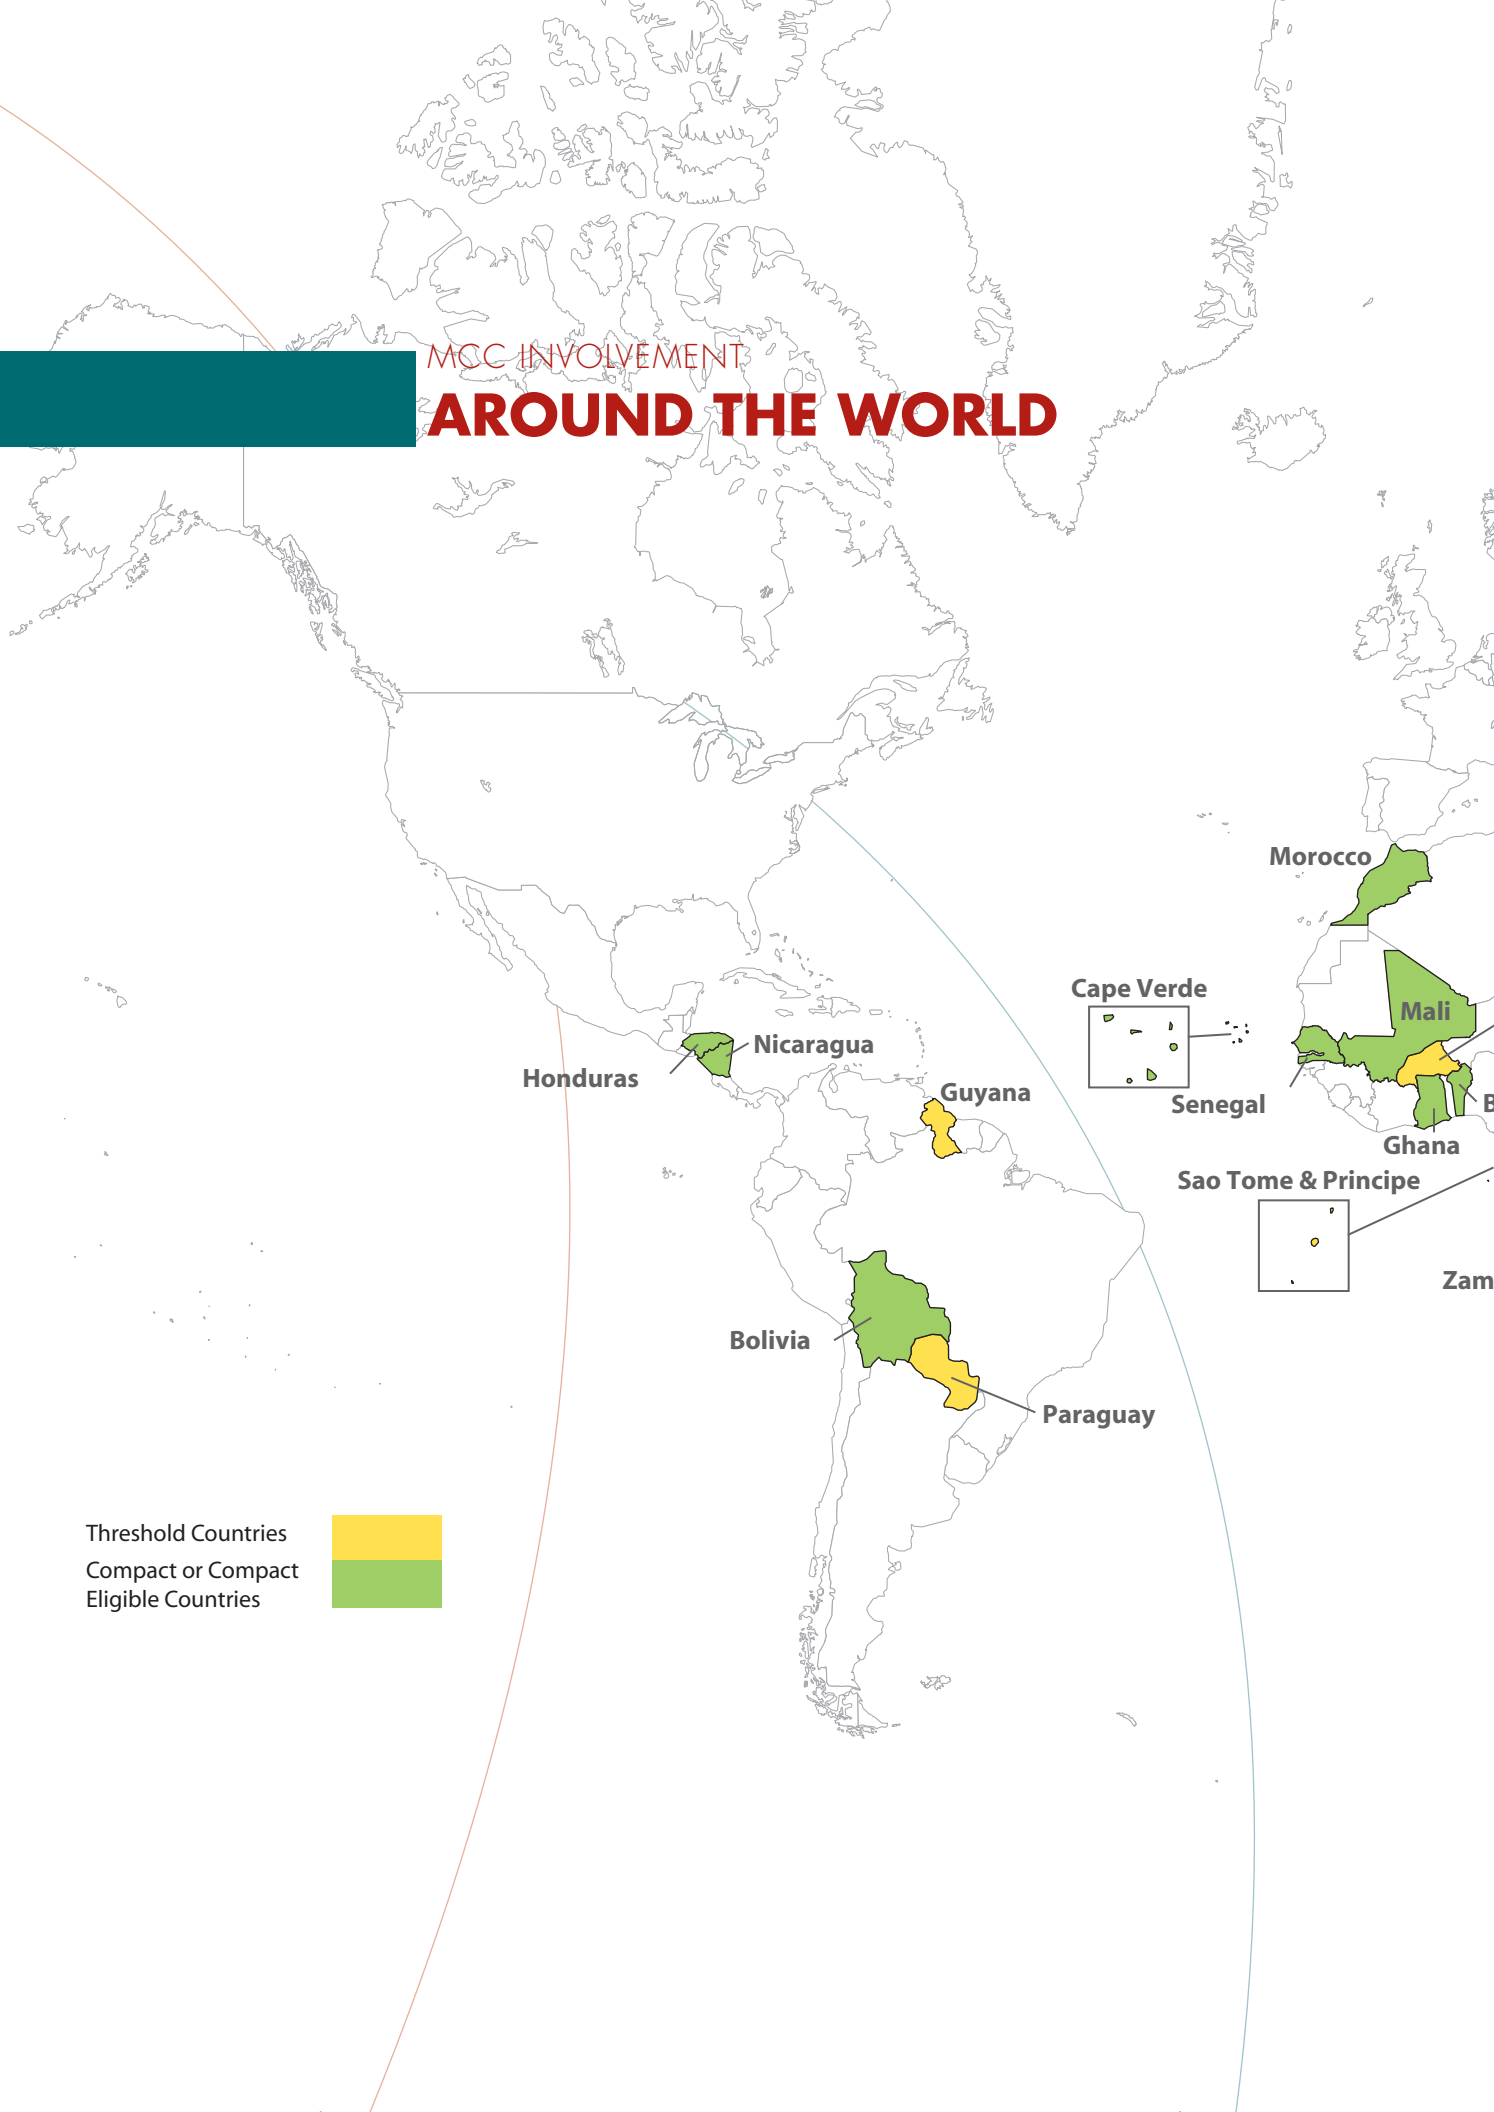 MCC INVOLVEMENT
AROUND THE WORLD
Morocco
Cape Verde
Mali
Nicaragua
Honduras
Guyana
Senegal
B
Ghana
Sao Tome & Principe
Zam
Bolivia
Paraguay
Threshold Countries
Compact or Compact
Eligible Countries